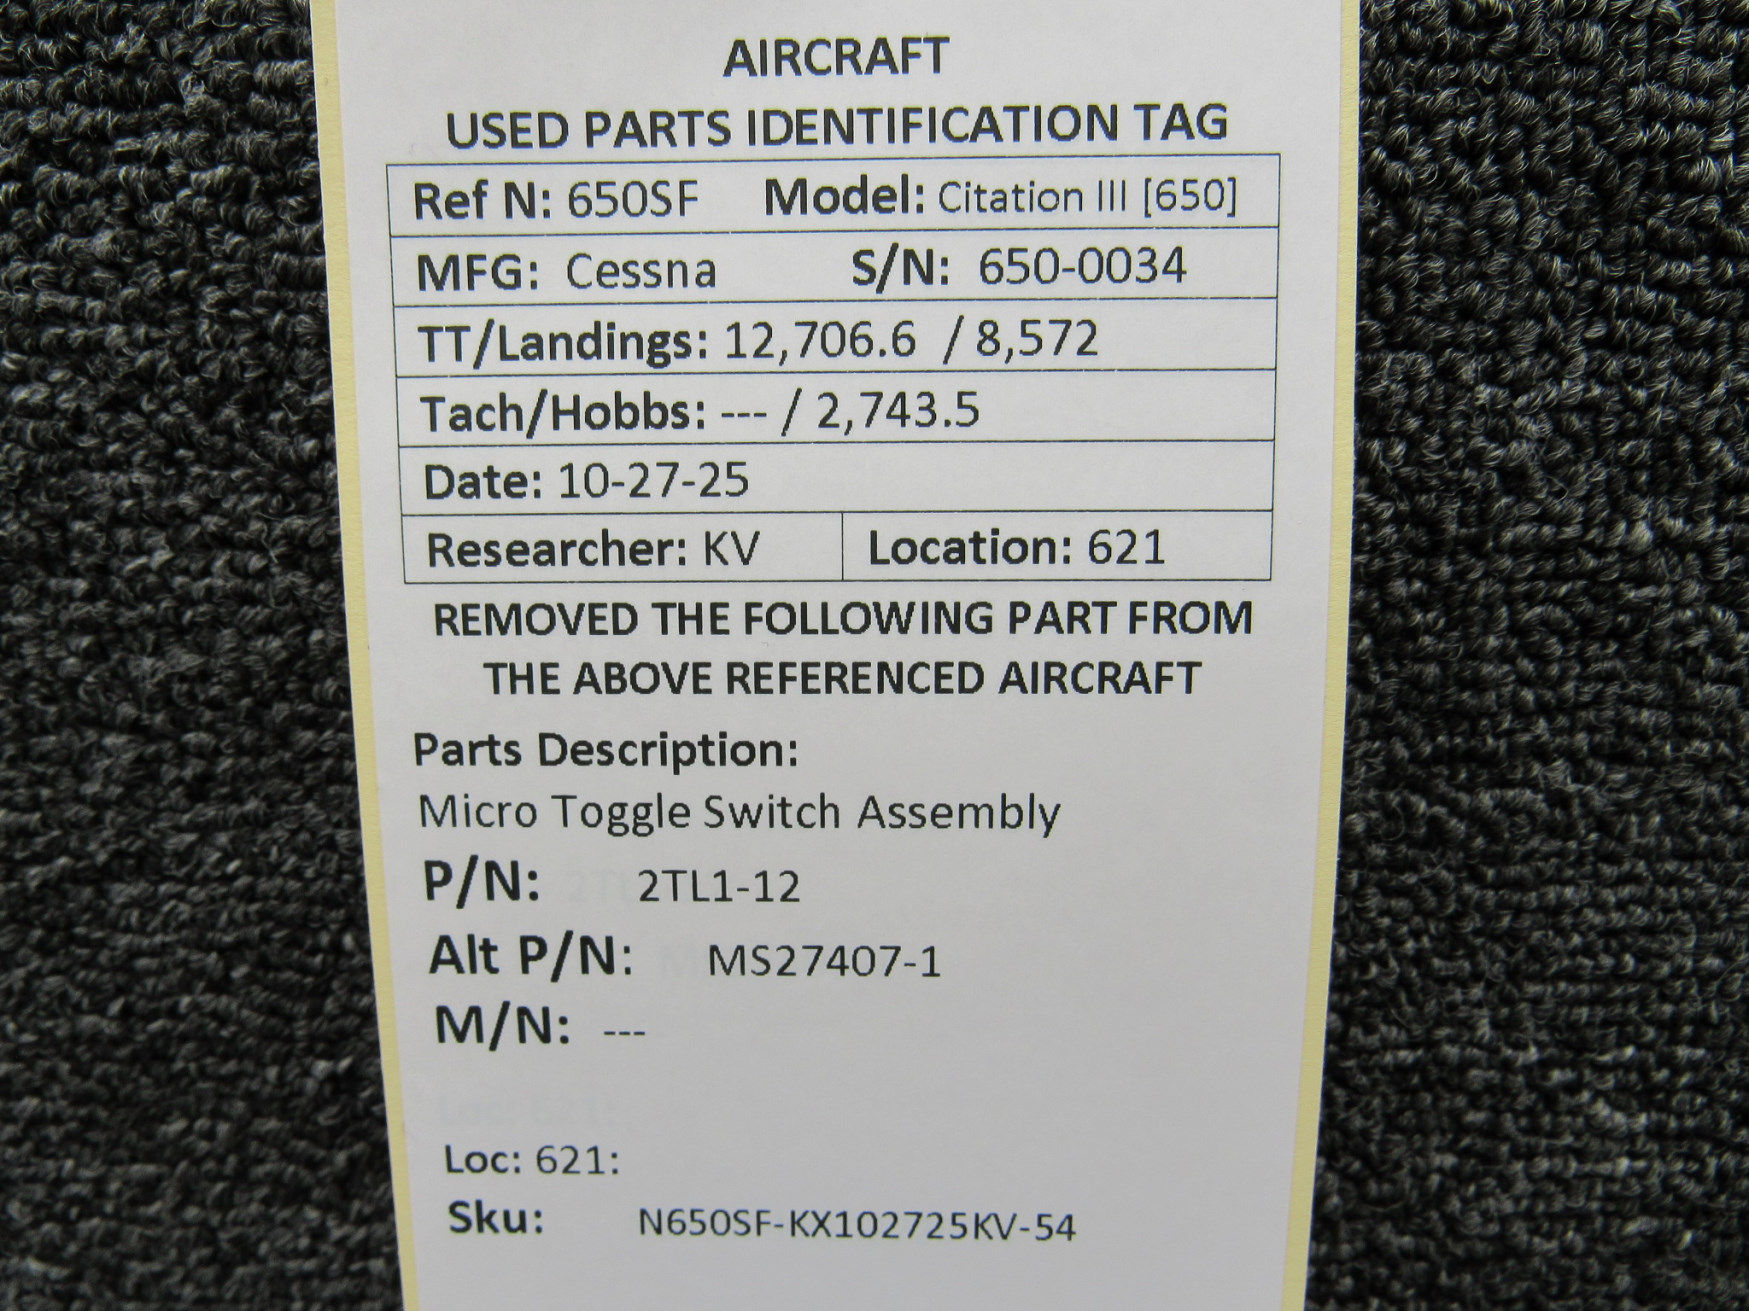 AIRCRAFT
USED PARTS IDENTIFICATION TAG
Ref N: 650SF Model: Citation III [650]
MFG: Cessna S/N: 650-0034
TT/Landings: 12,706.6 / 8,572
Tach/Hobbs: --- / 2,743.5
Date: 10-27-25
Researcher: KV Location: 621
REMOVED THE FOLLOWING PART FROM
THE ABOVE REFERENCED AIRCRAFT
Parts Description:
Micro Toggle Switch Assembly
P/N: 2TL1-12
Alt P/N: MS27407-1
M/N: ---
Loc: 621:
Sku: N650SF-KX102725KV-54